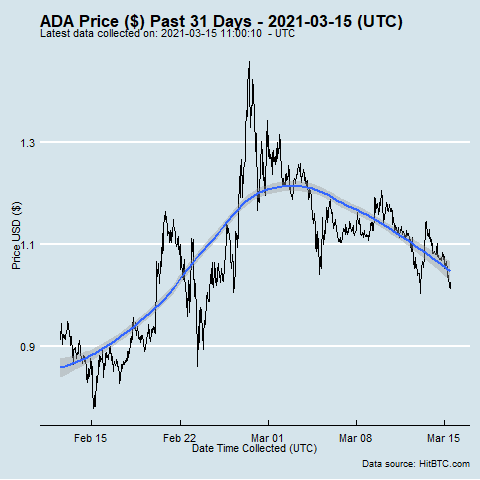 ADA Price ($) Past 31 Days - 2021-03-15 (UTC)
Latest data collected on: 2021-03-15 11:00:10 - UTC
Price USD ($)
1.3
1.1
0.9
Feb 15 Feb 22 Mar 01 Mar 08 Mar 15
Date Time Collected (UTC)
Data source: HitBTC.com